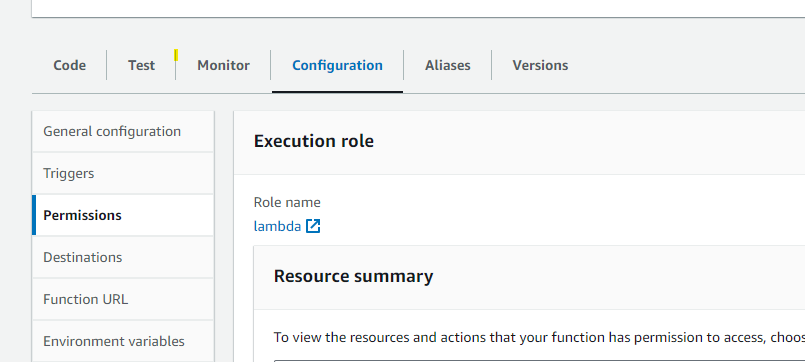 Code Test Monitor Configuration Aliases Versions
General configuration
Triggers
Permissions
Destinations
Function URL
Environment variables
Execution role
Role name
lambda
Resource summary
To view the resources and actions that your function has permission to access, choos